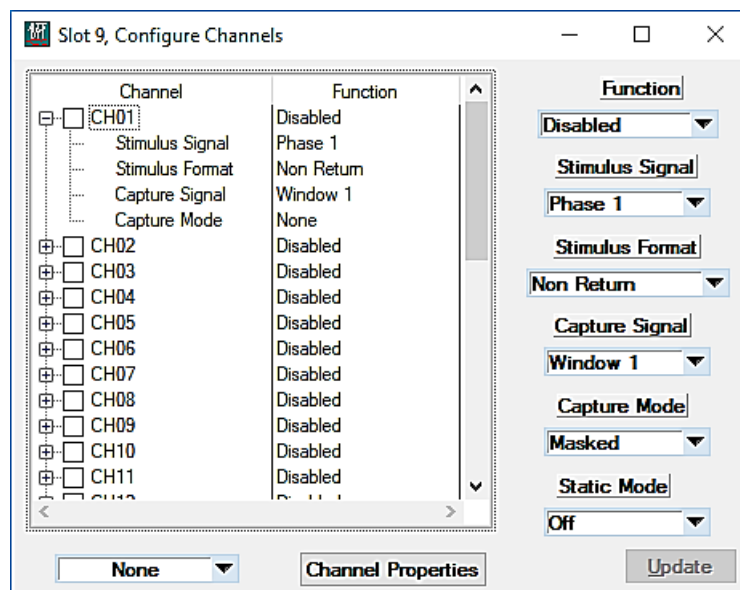 Slot 9, Configure Channels
Channel Function
CH01 Disabled
Stimulus Signal Phase 1
Stimulus Format Non Return
Capture Signal Window 1
Capture Mode None
CH02 Disabled
CH03 Disabled
CH04 Disabled
CH05 Disabled
CH06 Disabled
CH07 Disabled
CH08 Disabled
CH09 Disabled
CH10 Disabled
CH11 Disabled
Function
Disabled
Stimulus Signal
Phase 1
Stimulus Format
Non Return
Capture Signal
Window 1
Capture Mode
Masked
Static Mode
Off
None
Channel Properties
Update